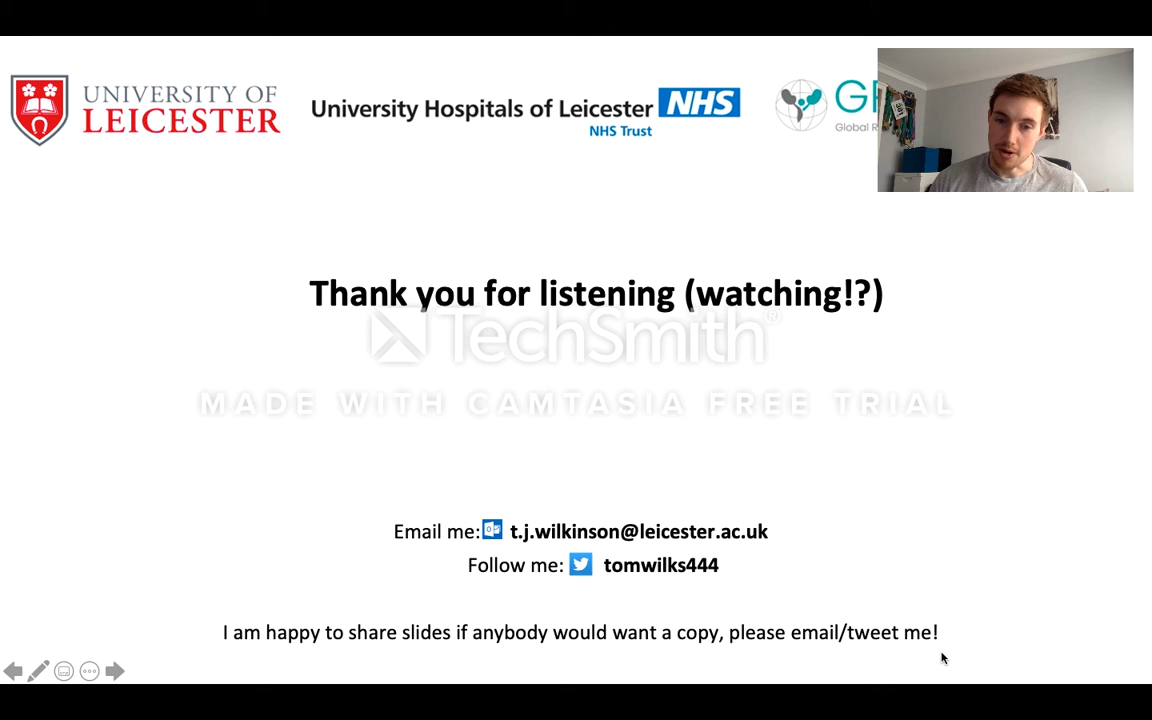 UNIVERSITY OF
LEICESTER
University Hospitals of Leicester
NHS
NHS Trust
Global
Thank you for listening (watching!?)
TechSmith®
MADE WITH CAMTASIA FREE TRIAL
Email me: t.j.wilkinson@leicester.ac.uk
Follow me: tomwilks444
I am happy to share slides if anybody would want a copy, please email/tweet me!